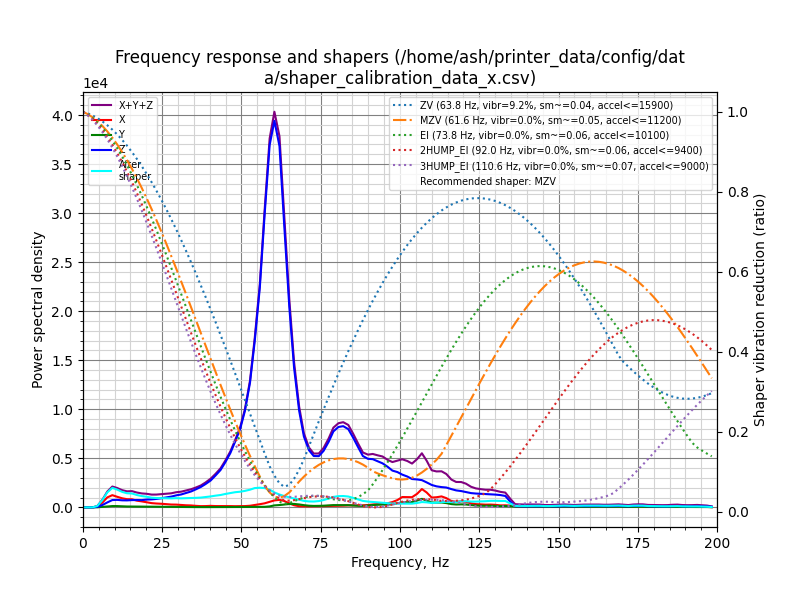 Frequency response and shapers (/home/ash/printer_data/config/dat
a/shaper_calibration_data_x.csv)
1e4
X+Y+Z
X
Y
Z
After
shaper
ZV (63.8 Hz, vibr=9.2%, sm~=0.04, accel<=15900)
MZV (61.6 Hz, vibr=0.0%, sm~=0.05, accel<=11200)
EI (73.8 Hz, vibr=0.0%, sm~=0.06, accel<=10100)
2HUMP_EI (92.0 Hz, vibr=0.0%, sm~=0.06, accel<=9400)
3HUMP_EI (110.6 Hz, vibr=0.0%, sm~=0.07, accel<=9000)
Recommended shaper: MZV
4.0
3.5
3.0
2.5
2.0
1.5
1.0
0.5
0.0
Power spectral density
1.0
0.8
0.6
0.4
0.2
0.0
Shaper vibration reduction (ratio)
0 25 50 75 100 125 150 175 200
Frequency, Hz